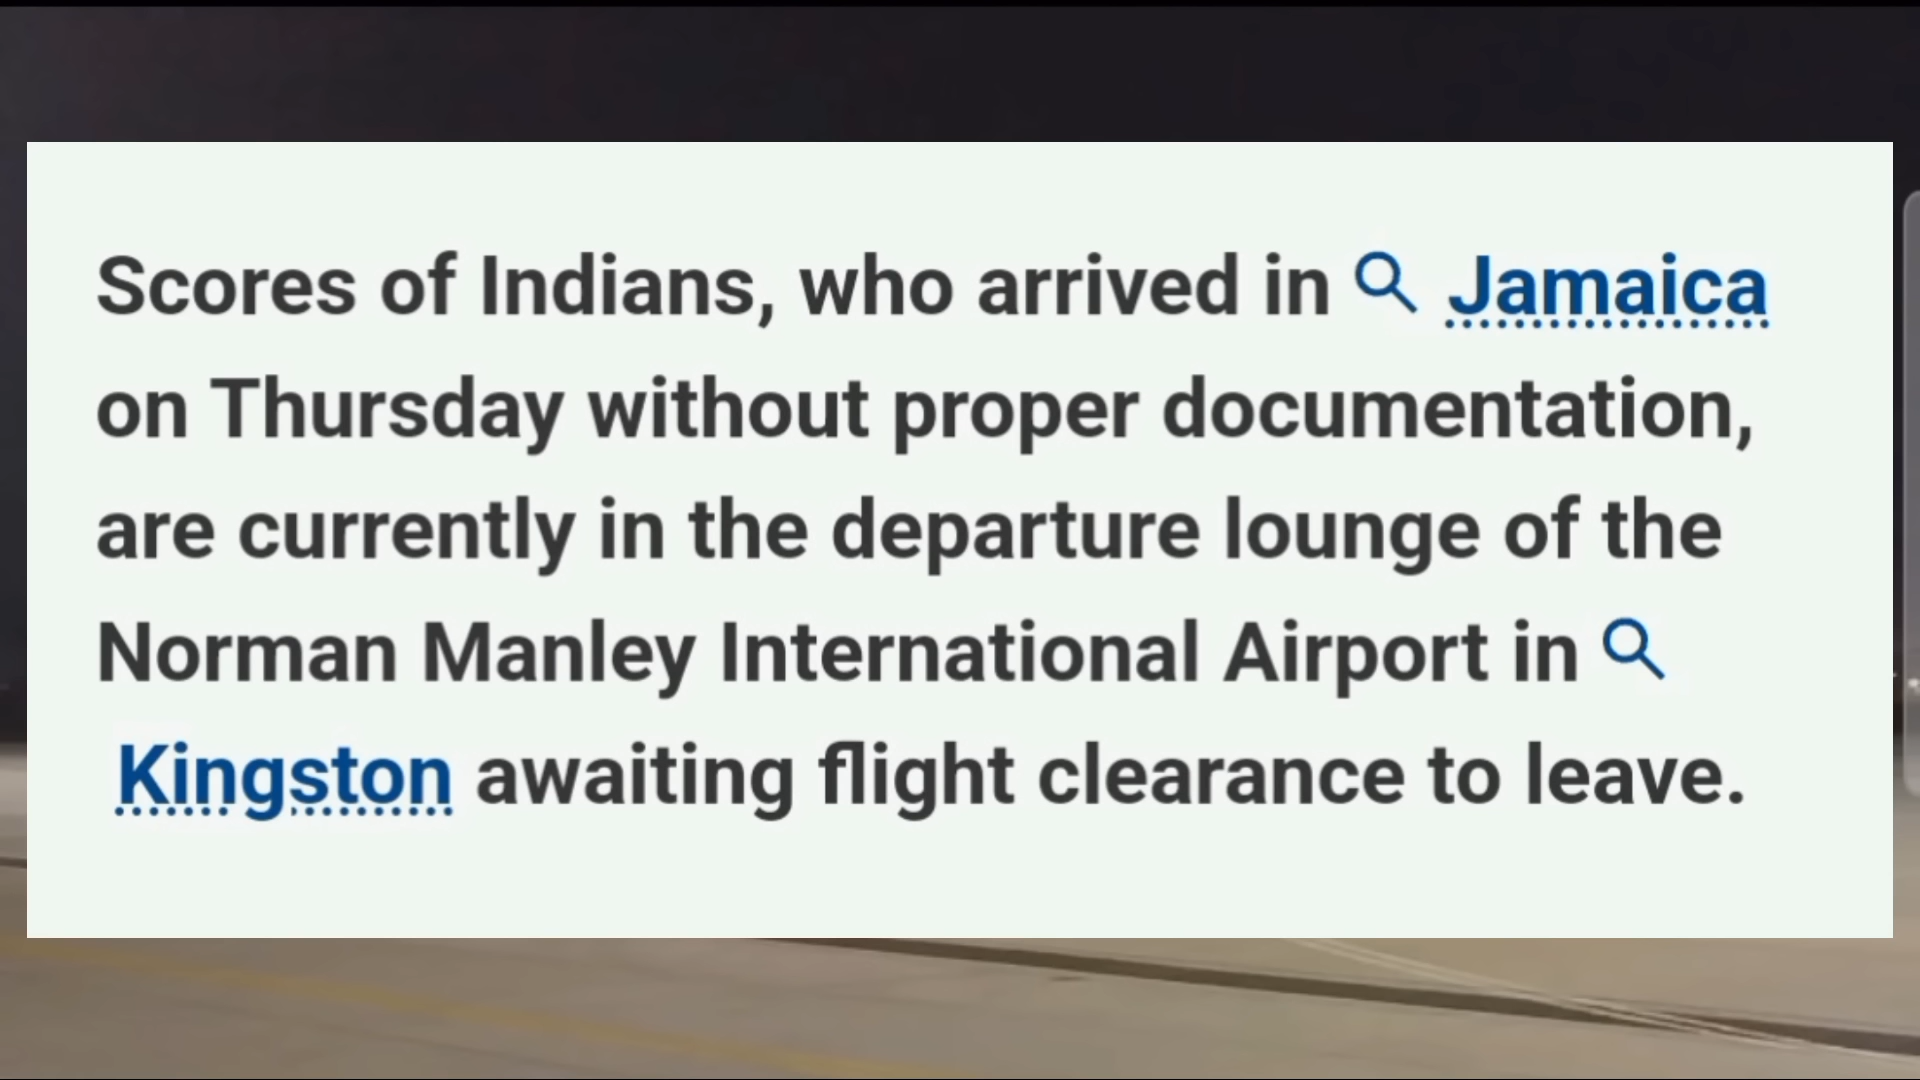 Scores of Indians, who arrived in Jamaica
on Thursday without proper documentation,
are currently in the departure lounge of the
Norman Manley International Airport in
Kingston awaiting flight clearance to leave.